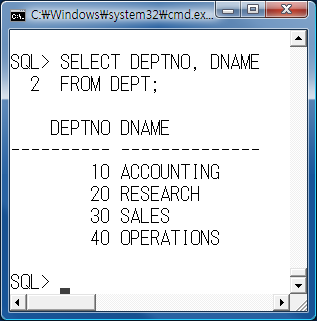 C:₩Windows₩system32₩cmd.ex...
SQL> SELECT DEPTNO, DNAME
  2  FROM DEPT;
    DEPTNO DNAME
---------- --------------
        10 ACCOUNTING
        20 RESEARCH
        30 SALES
        40 OPERATIONS
SQL>